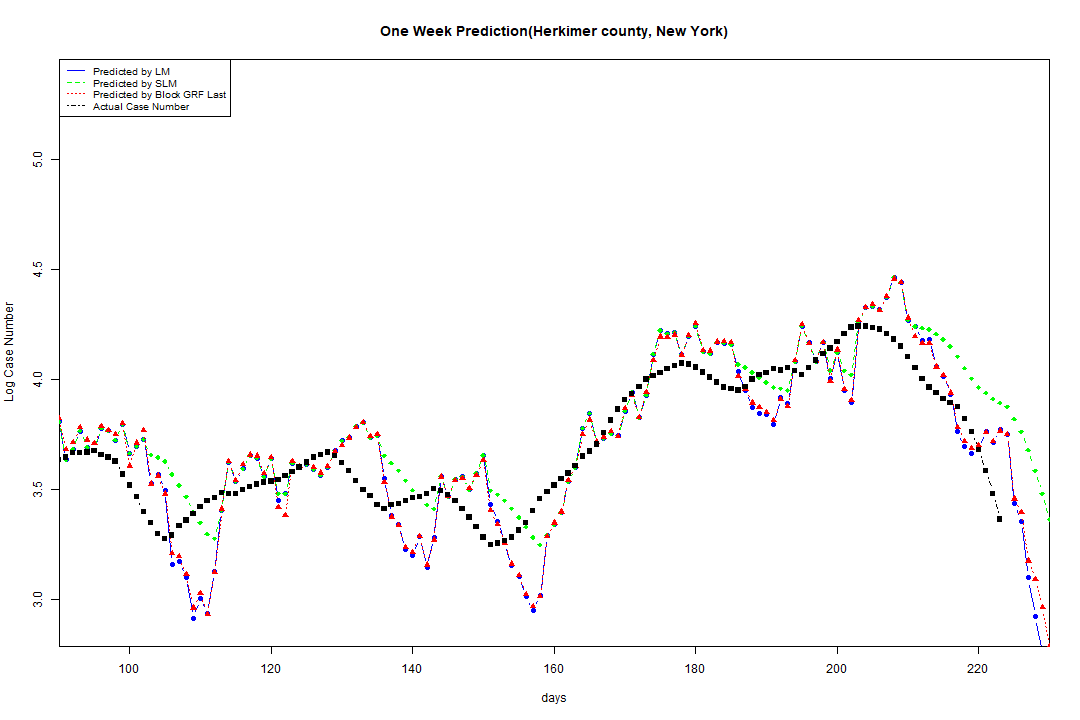 One Week Prediction(Herkimer county, New York)
Predicted by LM
Predicted by SLM
Predicted by Block GRF Last
Actual Case Number
5.0
4.5
4.0
3.5
3.0
Log Case Number
100 120 140 160 180 200 220
days